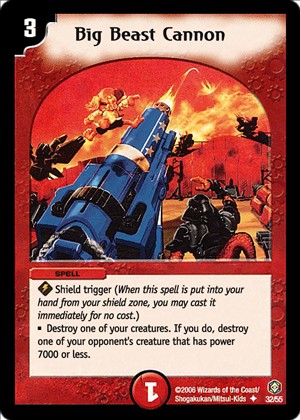 3
Big Beast Cannon
SPELL
Shield trigger (When this spell is put into your
hand from your shield zone, you may cast it
immediately for no cost.)
▪ Destroy one of your creatures. If you do, destroy
one of your opponent's creature that has power
7000 or less.
1
©2006 Wizards of the Coast/
Shogakukan/Mitsui-Kids ✦ 32/55